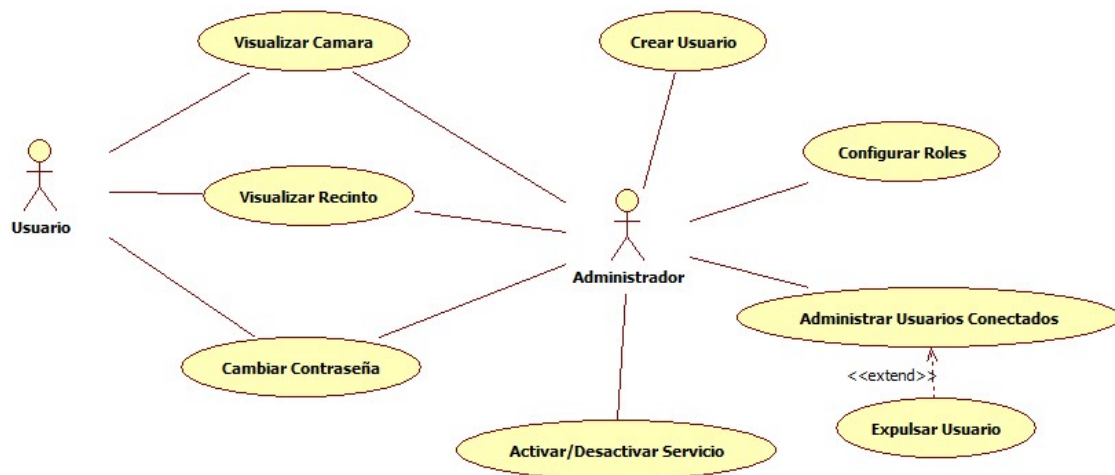 Visualizar Camara
Crear Usuario
Configurar Roles
Usuario
Visualizar Recinto
Administrador
Administrar Usuarios Conectados
Cambiar Contraseña
<<extend>>
Expulsar Usuario
Activar/Desactivar Servicio